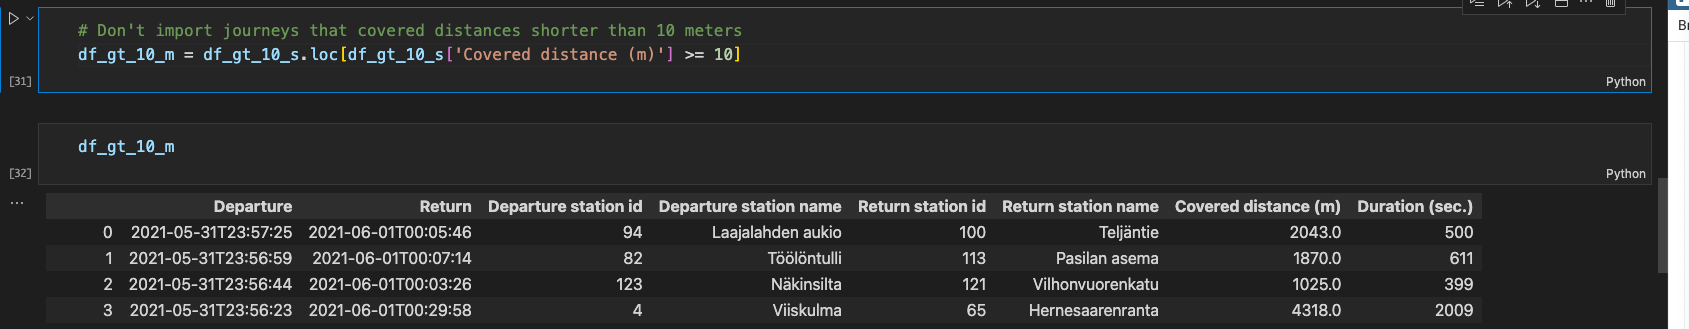 # Don't import journeys that covered distances shorter than 10 meters
df_gt_10_m = df_gt_10_s.loc[df_gt_10_s['Covered distance (m)'] >= 10]
[31]
Python
df_gt_10_m
[32]
Python
...
Departure Return Departure station id Departure station name Return station id Return station name Covered distance (m) Duration (sec.)
0 2021-05-31T23:57:25 2021-06-01T00:05:46 94 Laajalahden aukio 100 Teljäntie 2043.0 500
1 2021-05-31T23:56:59 2021-06-01T00:07:14 82 Töölöntulli 113 Pasilan asema 1870.0 611
2 2021-05-31T23:56:44 2021-06-01T00:03:26 123 Näkinsilta 121 Vilhonvuorenkatu 1025.0 399
3 2021-05-31T23:56:23 2021-06-01T00:29:58 4 Viiskulma 65 Hernesaarenranta 4318.0 2009